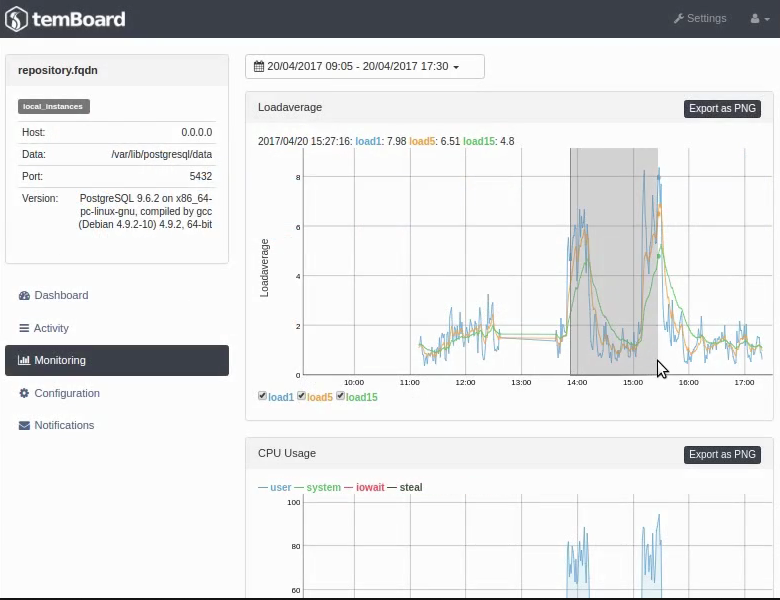 temBoard
Settings
repository.fqdn
local_instances
Host: 0.0.0.0
Data: /var/lib/postgresql/data
Port: 5432
Version: PostgreSQL 9.6.2 on x86_64-
pc-linux-gnu, compiled by gcc
(Debian 4.9.2-10) 4.9.2, 64-bit
Dashboard
Activity
Monitoring
Configuration
Notifications
20/04/2017 09:05 - 20/04/2017 17:30
Loadaverage
Export as PNG
2017/04/20 15:27:16: load1: 7.98 load5: 6.51 load15: 4.8
Loadaverage
8
6
4
2
0
10:00 11:00 12:00 13:00 14:00 15:00 16:00 17:00
load1 load5 load15
CPU Usage
Export as PNG
user system iowait steal
100
80
60